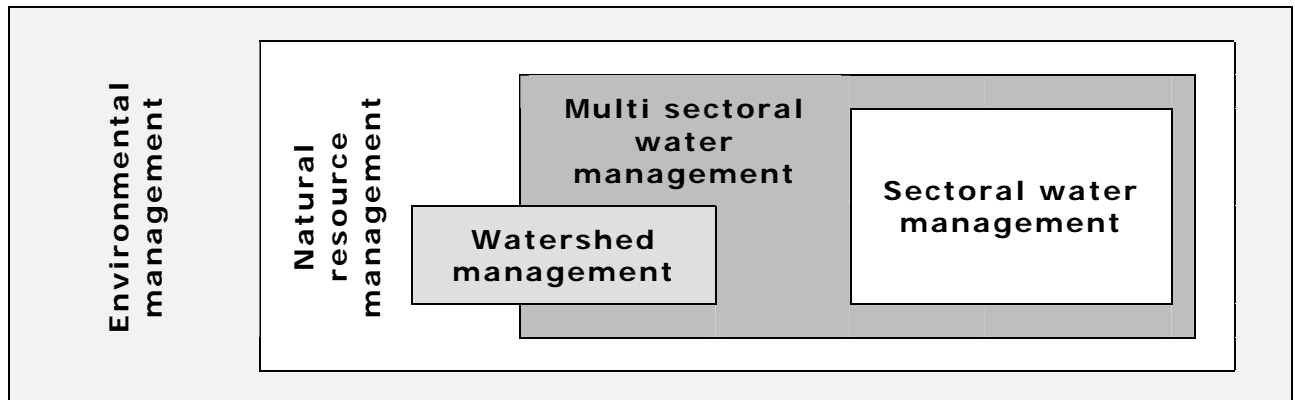 Environmental
management
Natural
resource
management
Multi sectoral
water
management
Watershed
management
Sectoral water
management